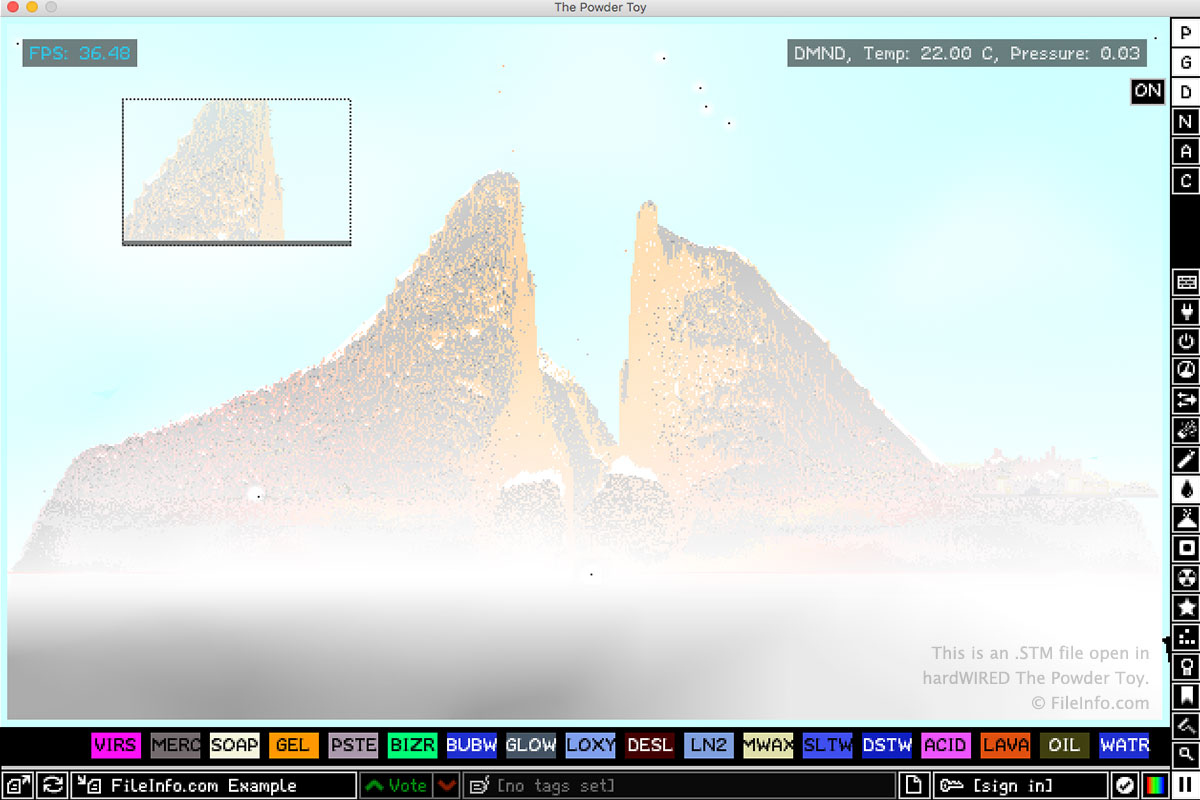 The Powder Toy
FPS: 36.48
DMND, Temp: 22.00 C, Pressure: 0.03
ON
P
G
D
N
A
C
This is an .STM file open in
hardWIRED The Powder Toy.
© FileInfo.com
VIRS MERC SOAP GEL PSTE BIZR BUBW GLOW LOXY DESL LN2 MWAX SLTW DSTW ACID LAVA OIL WATR
FileInfo.com Example Vote [no tags set] [sign in]